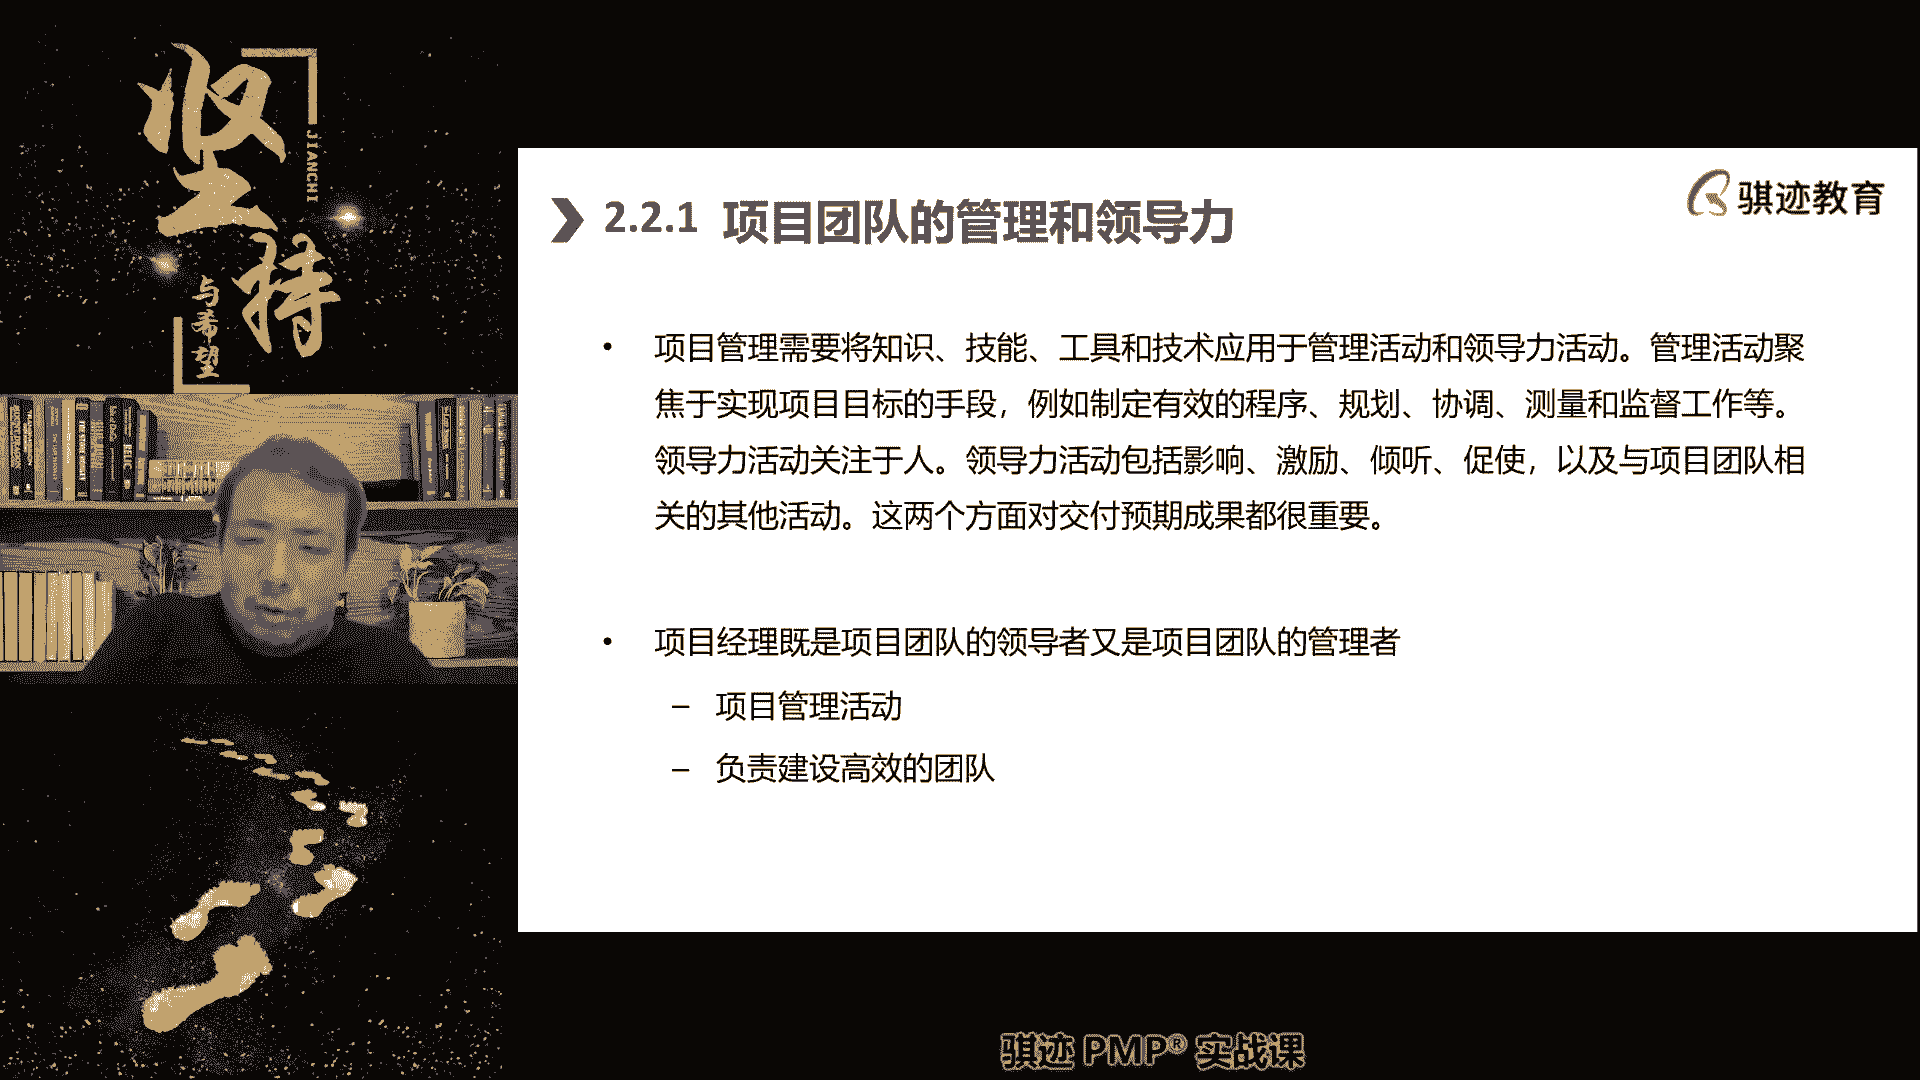 坚持
JIANCHI
与希望
骐迹教育
2.2.1 项目团队的管理和领导力
• 项目管理需要将知识、技能、工具和技术应用于管理活动和领导力活动。管理活动聚
焦于实现项目目标的手段，例如制定有效的程序、规划、协调、测量和监督工作等。
领导力活动关注于人。领导力活动包括影响、激励、倾听、促使，以及与项目团队相
关的其他活动。这两个方面对交付预期成果都很重要。
• 项目经理既是项目团队的领导者又是项目团队的管理者
– 项目管理活动
– 负责建设高效的团队
骐迹 PMP® 实战课